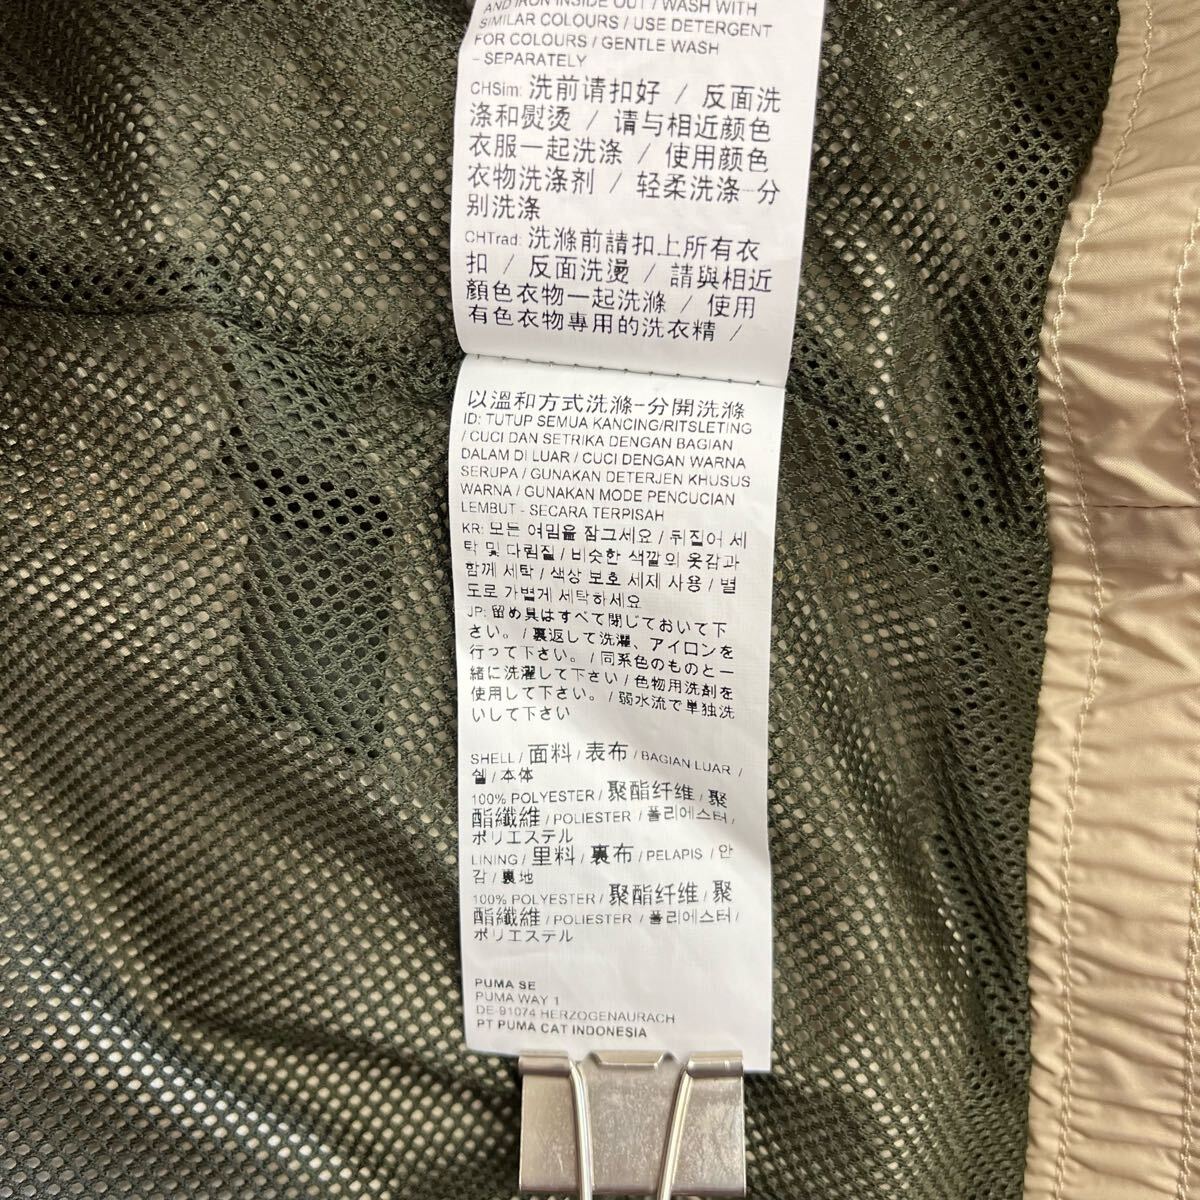 AND IRON INSIDE OUT / WASH WITH
SIMILAR COLOURS / USE DETERGENT
FOR COLOURS / GENTLE WASH
- SEPARATELY
CHSim: 洗前请扣好 / 反面洗
涤和熨烫 / 请与相近颜色
衣服一起洗涤 / 使用颜色
衣物洗涤剂 / 轻柔洗涤-分
别洗涤
CHTrad: 洗滌前請扣上所有衣
扣 / 反面洗燙 / 請與相近
顏色衣物一起洗滌 / 使用
有色衣物專用的洗衣精 /
以溫和方式洗滌-分開洗滌
ID: TUTUP SEMUA KANCING/RITSLETING
/ CUCI DAN SETRIKA DENGAN BAGIAN
DALAM DI LUAR / CUCI DENGAN WARNA
SERUPA / GUNAKAN DETERJEN KHUSUS
WARNA / GUNAKAN MODE PENCUCIAN
LEMBUT - SECARA TERPISAH
KR: 모든 여밈을 잠그세요 / 뒤집어 세
탁 및 다림질 / 비슷한 색깔의 옷감과
함께 세탁 / 색상 보호 세제 사용 / 별
도로 가볍게 세탁하세요
JP: 留め具はすべて閉じておいて下
さい。/ 裏返して洗濯、アイロンを
行って下さい。/ 同系色のものと一
緒に洗濯して下さい / 色物用洗剤を
使用して下さい。/ 弱水流で単独洗
いして下さい
SHELL / 面料 / 表布 / BAGIAN LUAR /
쉘 / 本体
100% POLYESTER / 聚酯纤维 / 聚
酯纖維 / POLIESTER / 폴리에스터 /
ポリエステル
LINING / 里料 / 裏布 / PELAPIS / 안
감 / 裏地
100% POLYESTER / 聚酯纤维 / 聚
酯纖維 / POLIESTER / 폴리에스터 /
ポリエステル
PUMA SE
PUMA WAY 1
DE-91074 HERZOGENAURACH
PT PUMA CAT INDONESIA